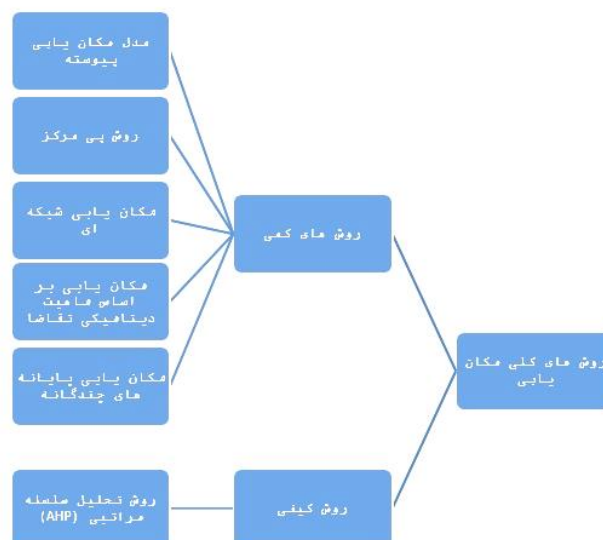 روش های کلی مکان
یابی
روش های کمی
مدل مکان یابی
پیوسته
روش پی مرکز
مکان یابی شبکه
ای
مکان یابی بر
اساس ماهیت
دینامیکی تقاضا
مکان یابی پایانه
های چندگانه
روش کیفی
روش تحلیل سلسله
مراتبی (AHP)